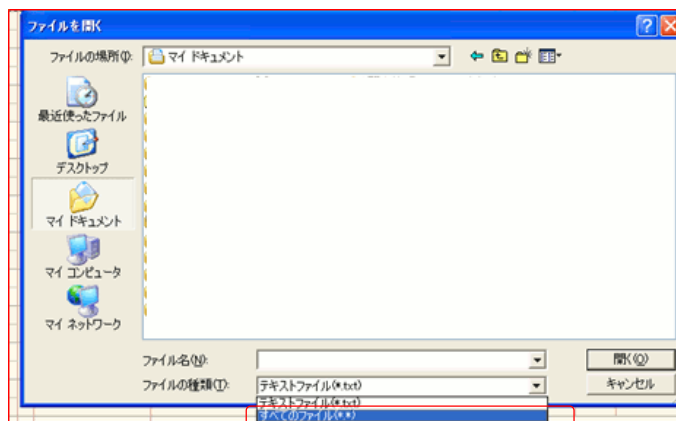 ファイルを開く
ファイルの場所(I):
マイ ドキュメント
最近使ったファイル
デスクトップ
マイ ドキュメント
マイ コンピュータ
マイ ネットワーク
ファイル名(N):
開く(O)
ファイルの種類(T):
テキストファイル(*.txt)
キャンセル
テキストファイル(*.txt)
すべてのファイル(*.*)